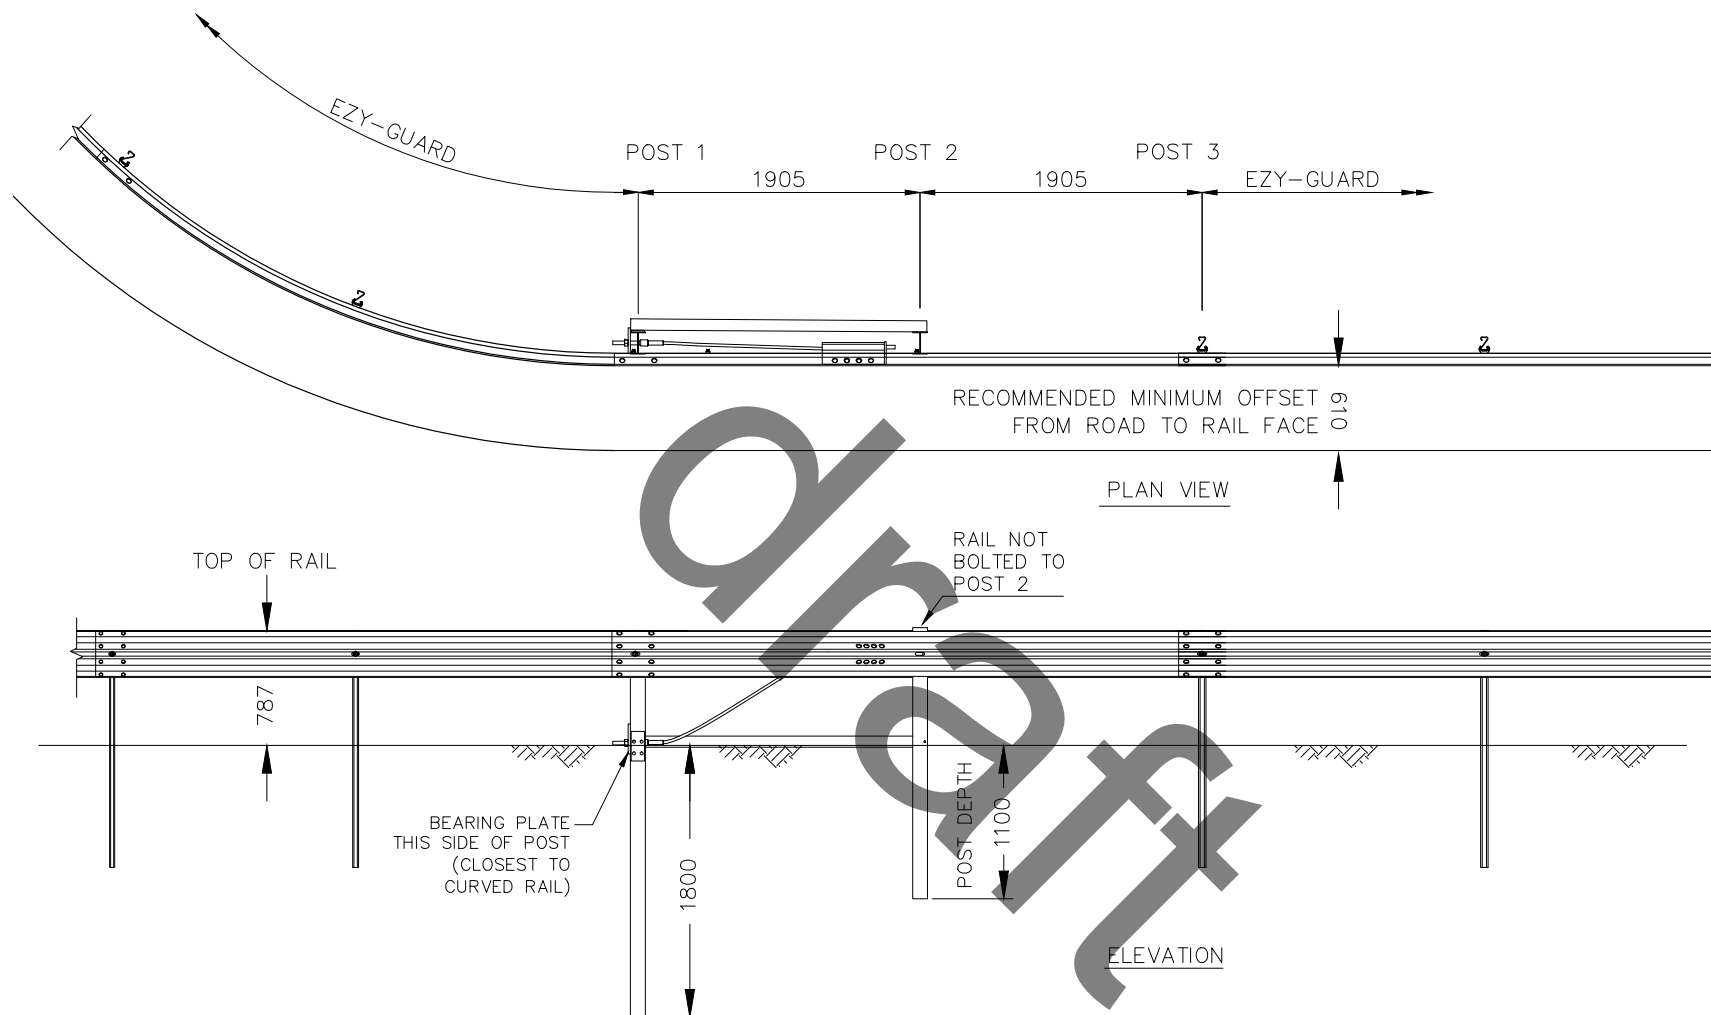 EZY-GUARD
POST 1
POST 2
POST 3
1905
1905
EZY-GUARD
RECOMMENDED MINIMUM OFFSET
FROM ROAD TO RAIL FACE
610
PLAN VIEW
RAIL NOT
BOLTED TO
POST 2
TOP OF RAIL
787
BEARING PLATE
THIS SIDE OF POST
(CLOSEST TO
CURVED RAIL)
1800
POST DEPTH
1100
ELEVATION
draft